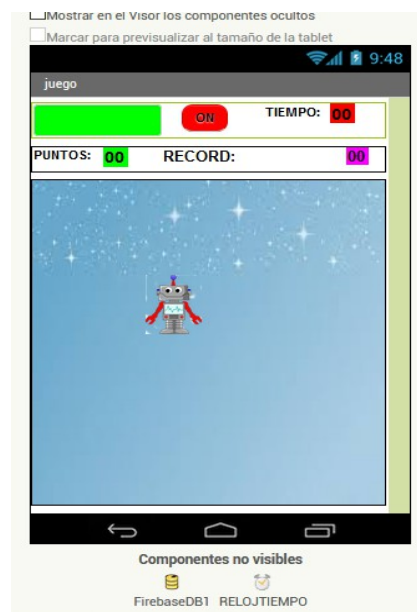 Mostrar en el Visor los componentes ocultos
Marcar para previsualizar al tamaño de la tablet
9:48
juego
ON TIEMPO: 00
PUNTOS: 00 RECORD: 00
Componentes no visibles
FirebaseDB1 RELOJTIEMPO